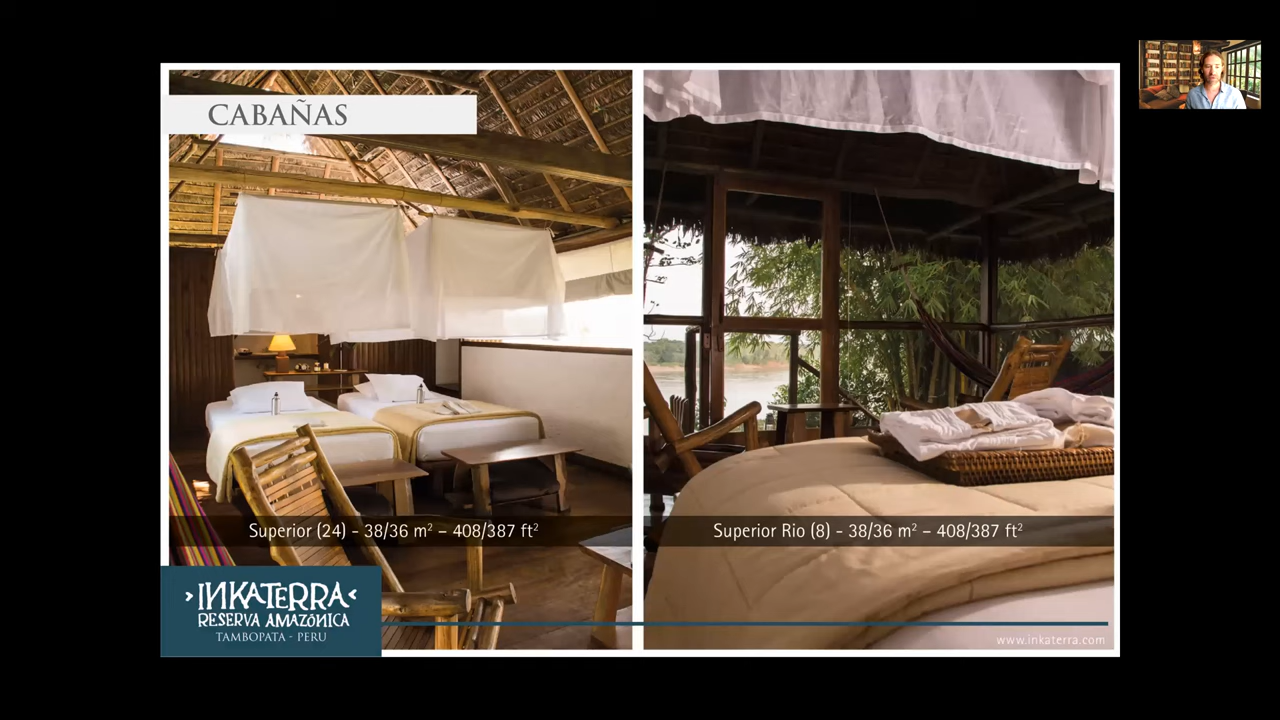 CABAÑAS
Superior (24) - 38/36 m² – 408/387 ft²
Superior Rio (8) - 38/36 m² – 408/387 ft²
INKATERRA
RESERVA AMAZÓNICA
TAMBOPATA - PERU
www.inkaterra.com